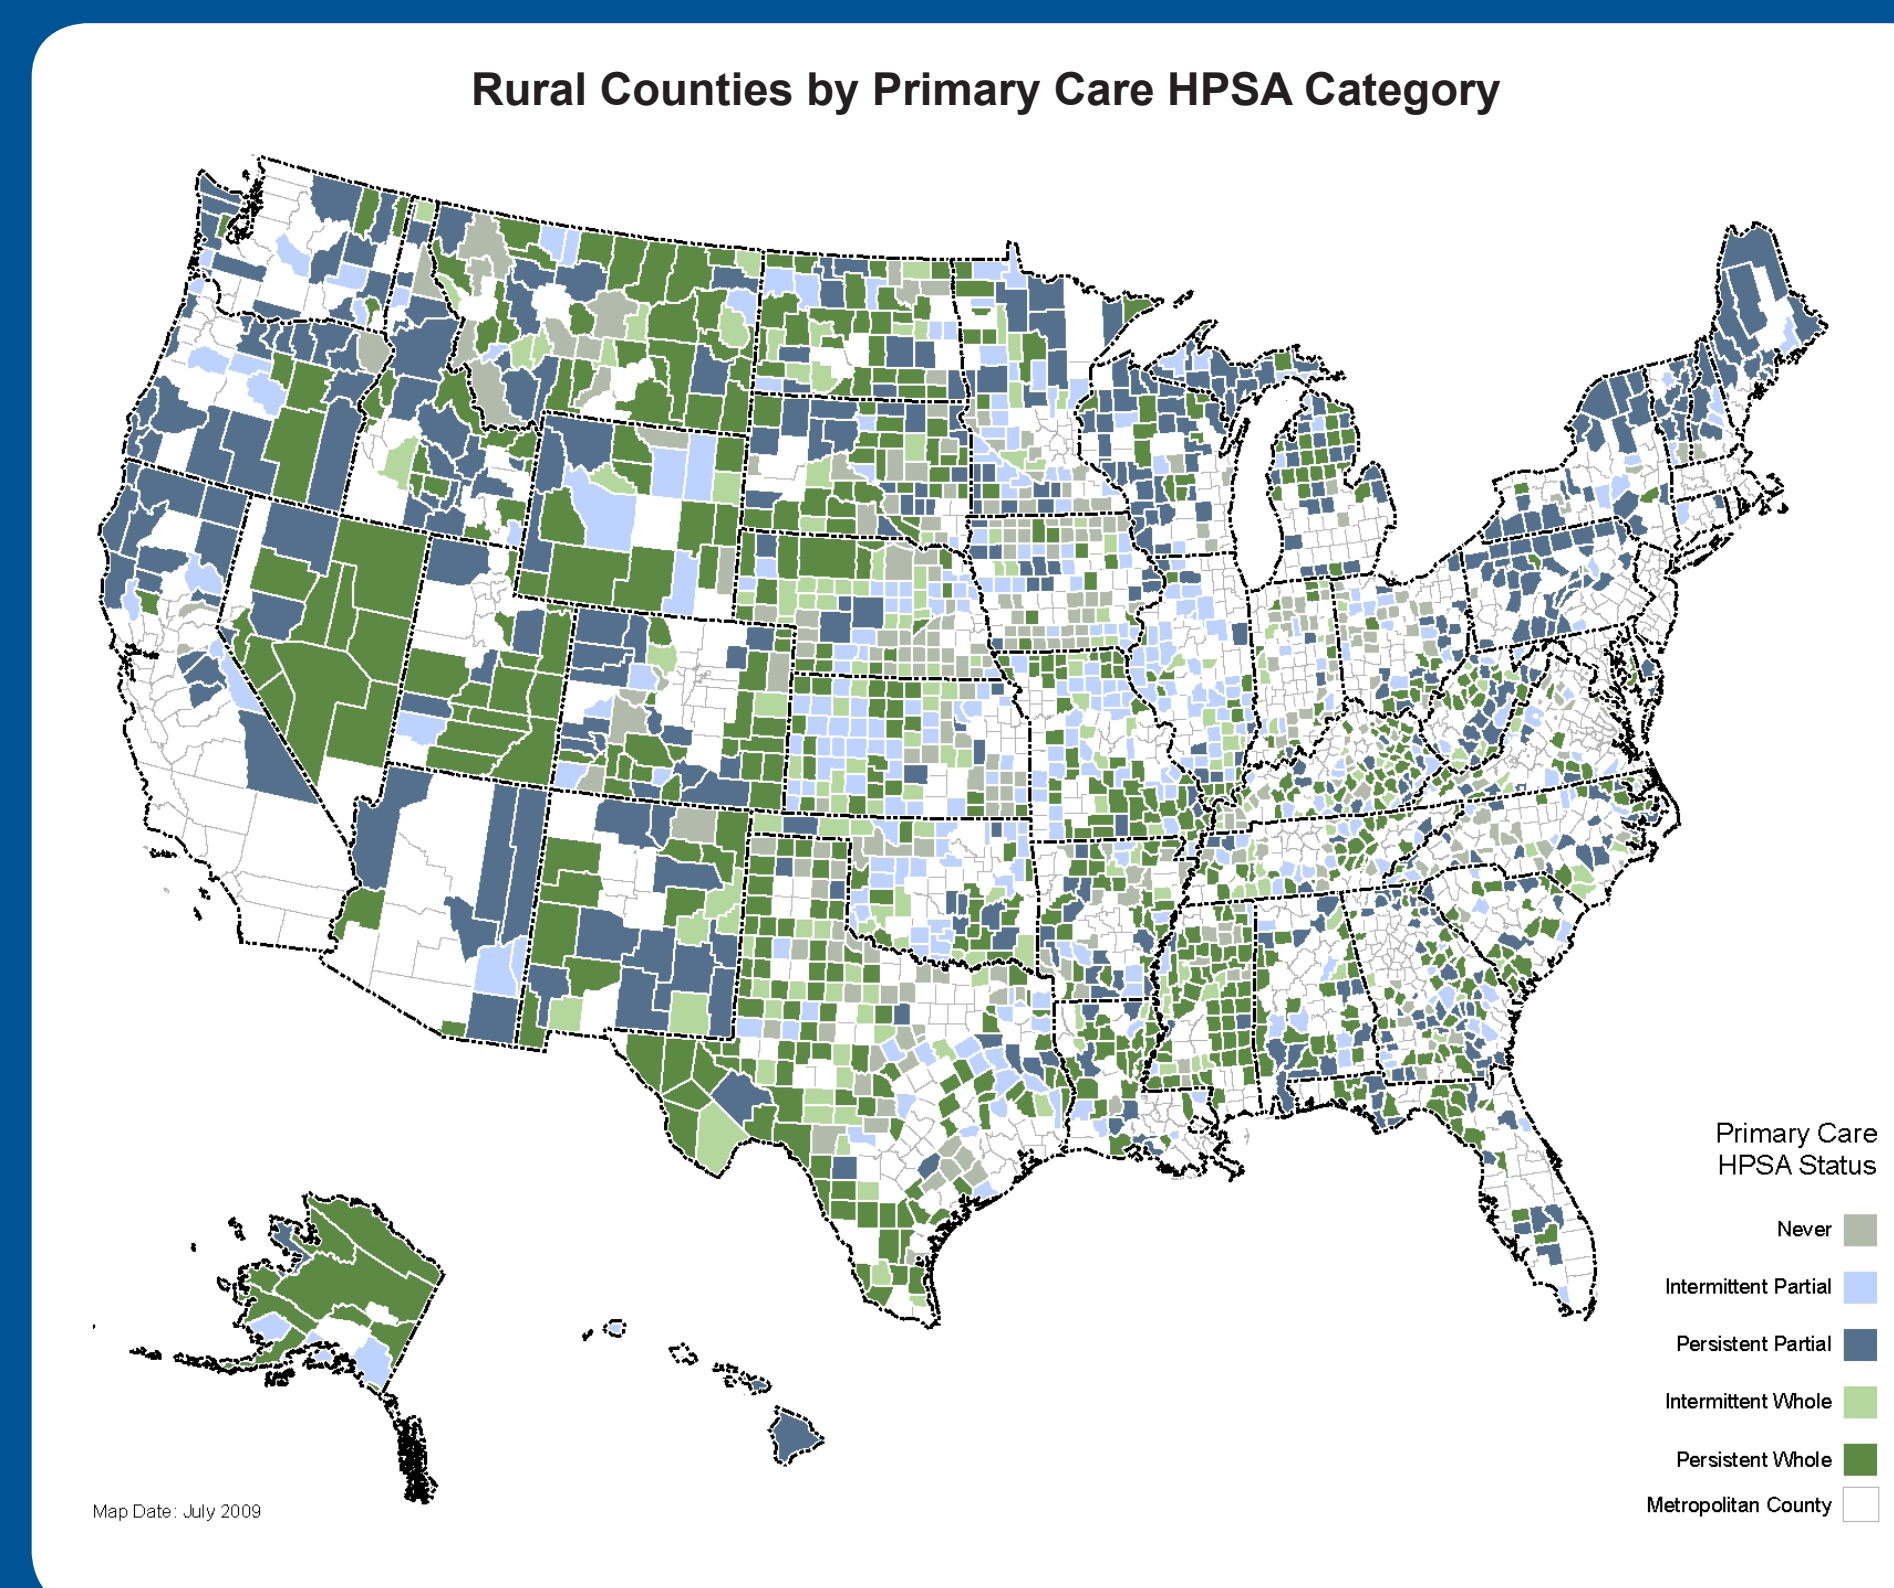 Rural Counties by Primary Care HPSA Category
Primary Care
HPSA Status
Never
Intermittent Partial
Persistent Partial
Intermittent Whole
Persistent Whole
Metropolitan County
Map Date: July 2009